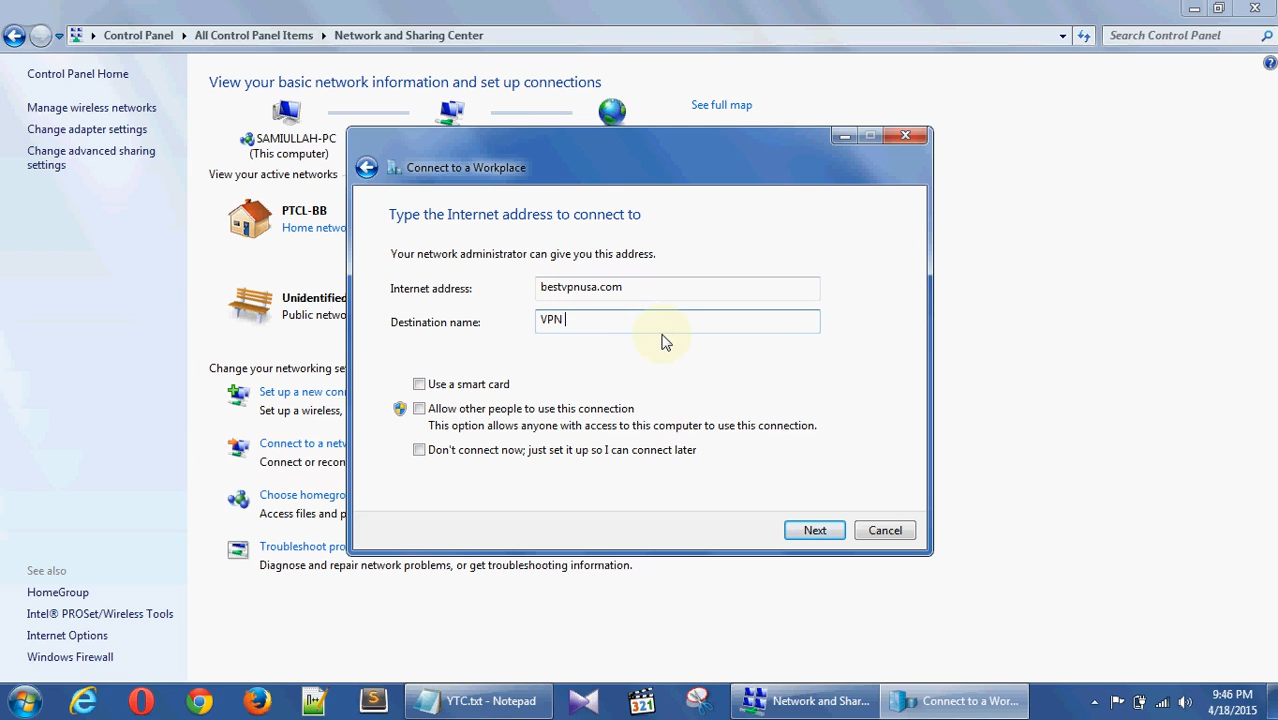 Control Panel
All Control Panel Items
Network and Sharing Center
Search Control Panel
Control Panel Home
Manage wireless networks
Change adapter settings
Change advanced sharing
settings
See also
HomeGroup
Intel® PROSet/Wireless Tools
Internet Options
Windows Firewall
View your basic network information and set up connections
See full map
SAMIULLAH-PC
(This computer)
View your active networks
PTCL-BB
Home netwo
Unidentified
Public netwo
Change your networking se
Set up a new con
Set up a wireless,
Connect to a netw
Connect or recon
Choose homegro
Access files and p
Troubleshoot pro
Diagnose and repair network problems, or get troubleshooting information.
Connect to a Workplace
Type the Internet address to connect to
Your network administrator can give you this address.
Internet address:
bestvpnusa.com
Destination name:
VPN
Use a smart card
Allow other people to use this connection
This option allows anyone with access to this computer to use this connection.
Don't connect now; just set it up so I can connect later
Next
Cancel
YTC.txt - Notepad
321
Network and Shar...
Connect to a Wor...
9:46 PM
4/18/2015